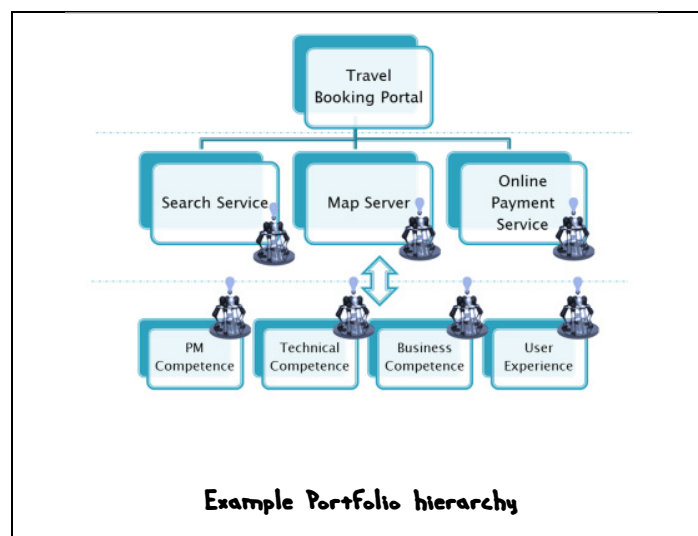 Travel
Booking Portal
Search Service
Map Server
Online
Payment
Service
PM
Competence
Technical
Competence
Business
Competence
User
Experience
Example Portfolio hierarchy